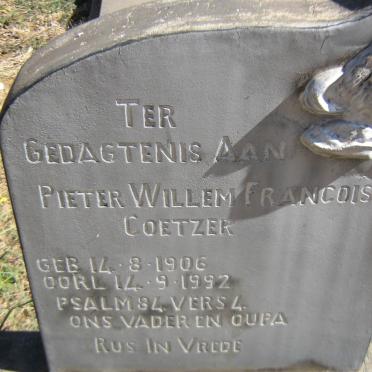 TER
GEDAGTENIS AAN
PIETER WILLEM FRANCOIS
COETZER
GEB 14·8·1906
OORL 14·9·1992
PSALM 84 VERS 4
ONS VADER EN OUPA
RUS IN VREDE